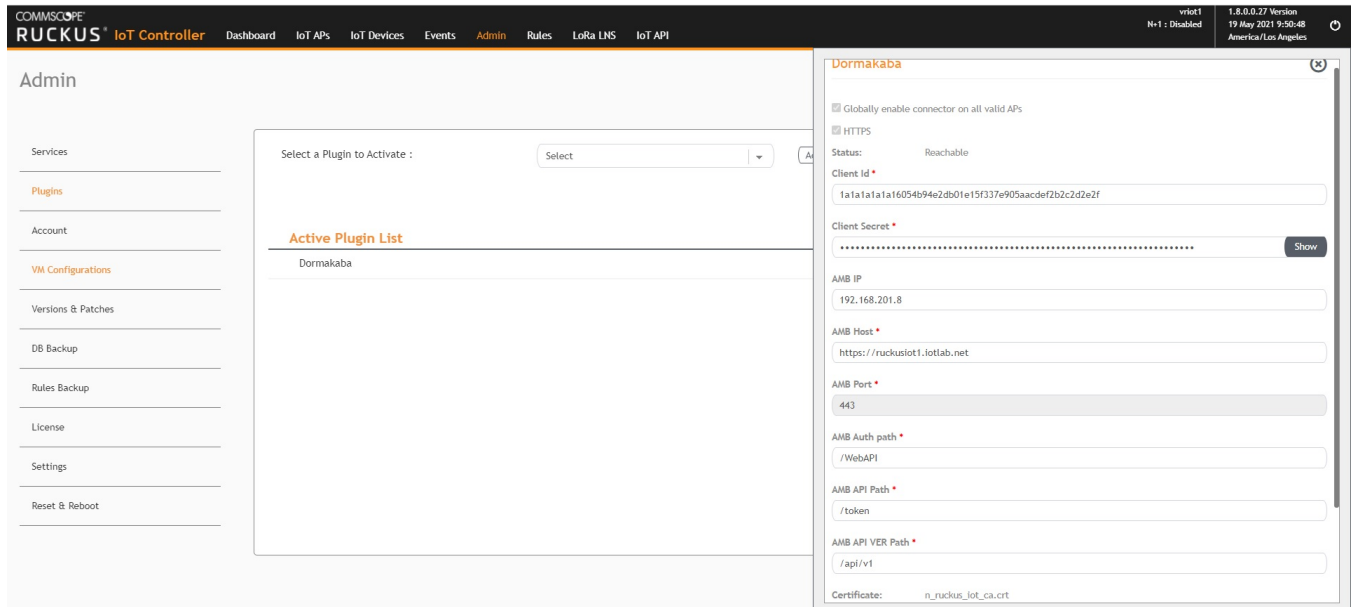 COMMSCOPE
RUCKUS® IoT Controller
Dashboard IoT APs IoT Devices Events Admin Rules LoRa LNS IoT API
vriot1
N+1 : Disabled
1.8.0.0.27 Version
19 May 2021 9:50:48
America/Los Angeles
Admin
Services
Plugins
Account
VM Configurations
Versions & Patches
DB Backup
Rules Backup
License
Settings
Reset & Reboot
Select a Plugin to Activate :
Select
Active Plugin List
Dormakaba
Dormakaba
Globally enable connector on all valid APs
HTTPS
Status: Reachable
Client Id *
1a1a1a1a1a16054b94e2db01e15f337e905aacdef2b2c2d2e2f
Client Secret *
Show
AMB IP
192.168.201.8
AMB Host *
https://ruckusiot1.iotlab.net
AMB Port *
443
AMB Auth path *
/WebAPI
AMB API Path *
/token
AMB API VER Path *
/api/v1
Certificate: n_ruckus_iot_ca.crt